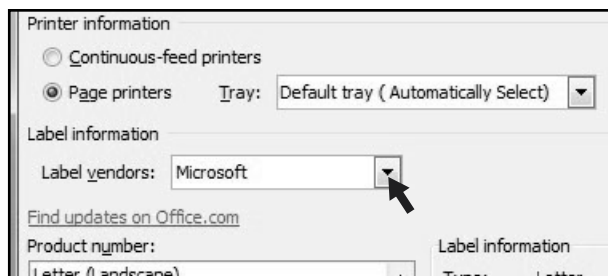 Printer information
Continuous-feed printers
Page printers Tray: Default tray ( Automatically Select)
Label information
Label vendors: Microsoft
Find updates on Office.com
Product number: Label information
Letter (Landscape) Type: Letter